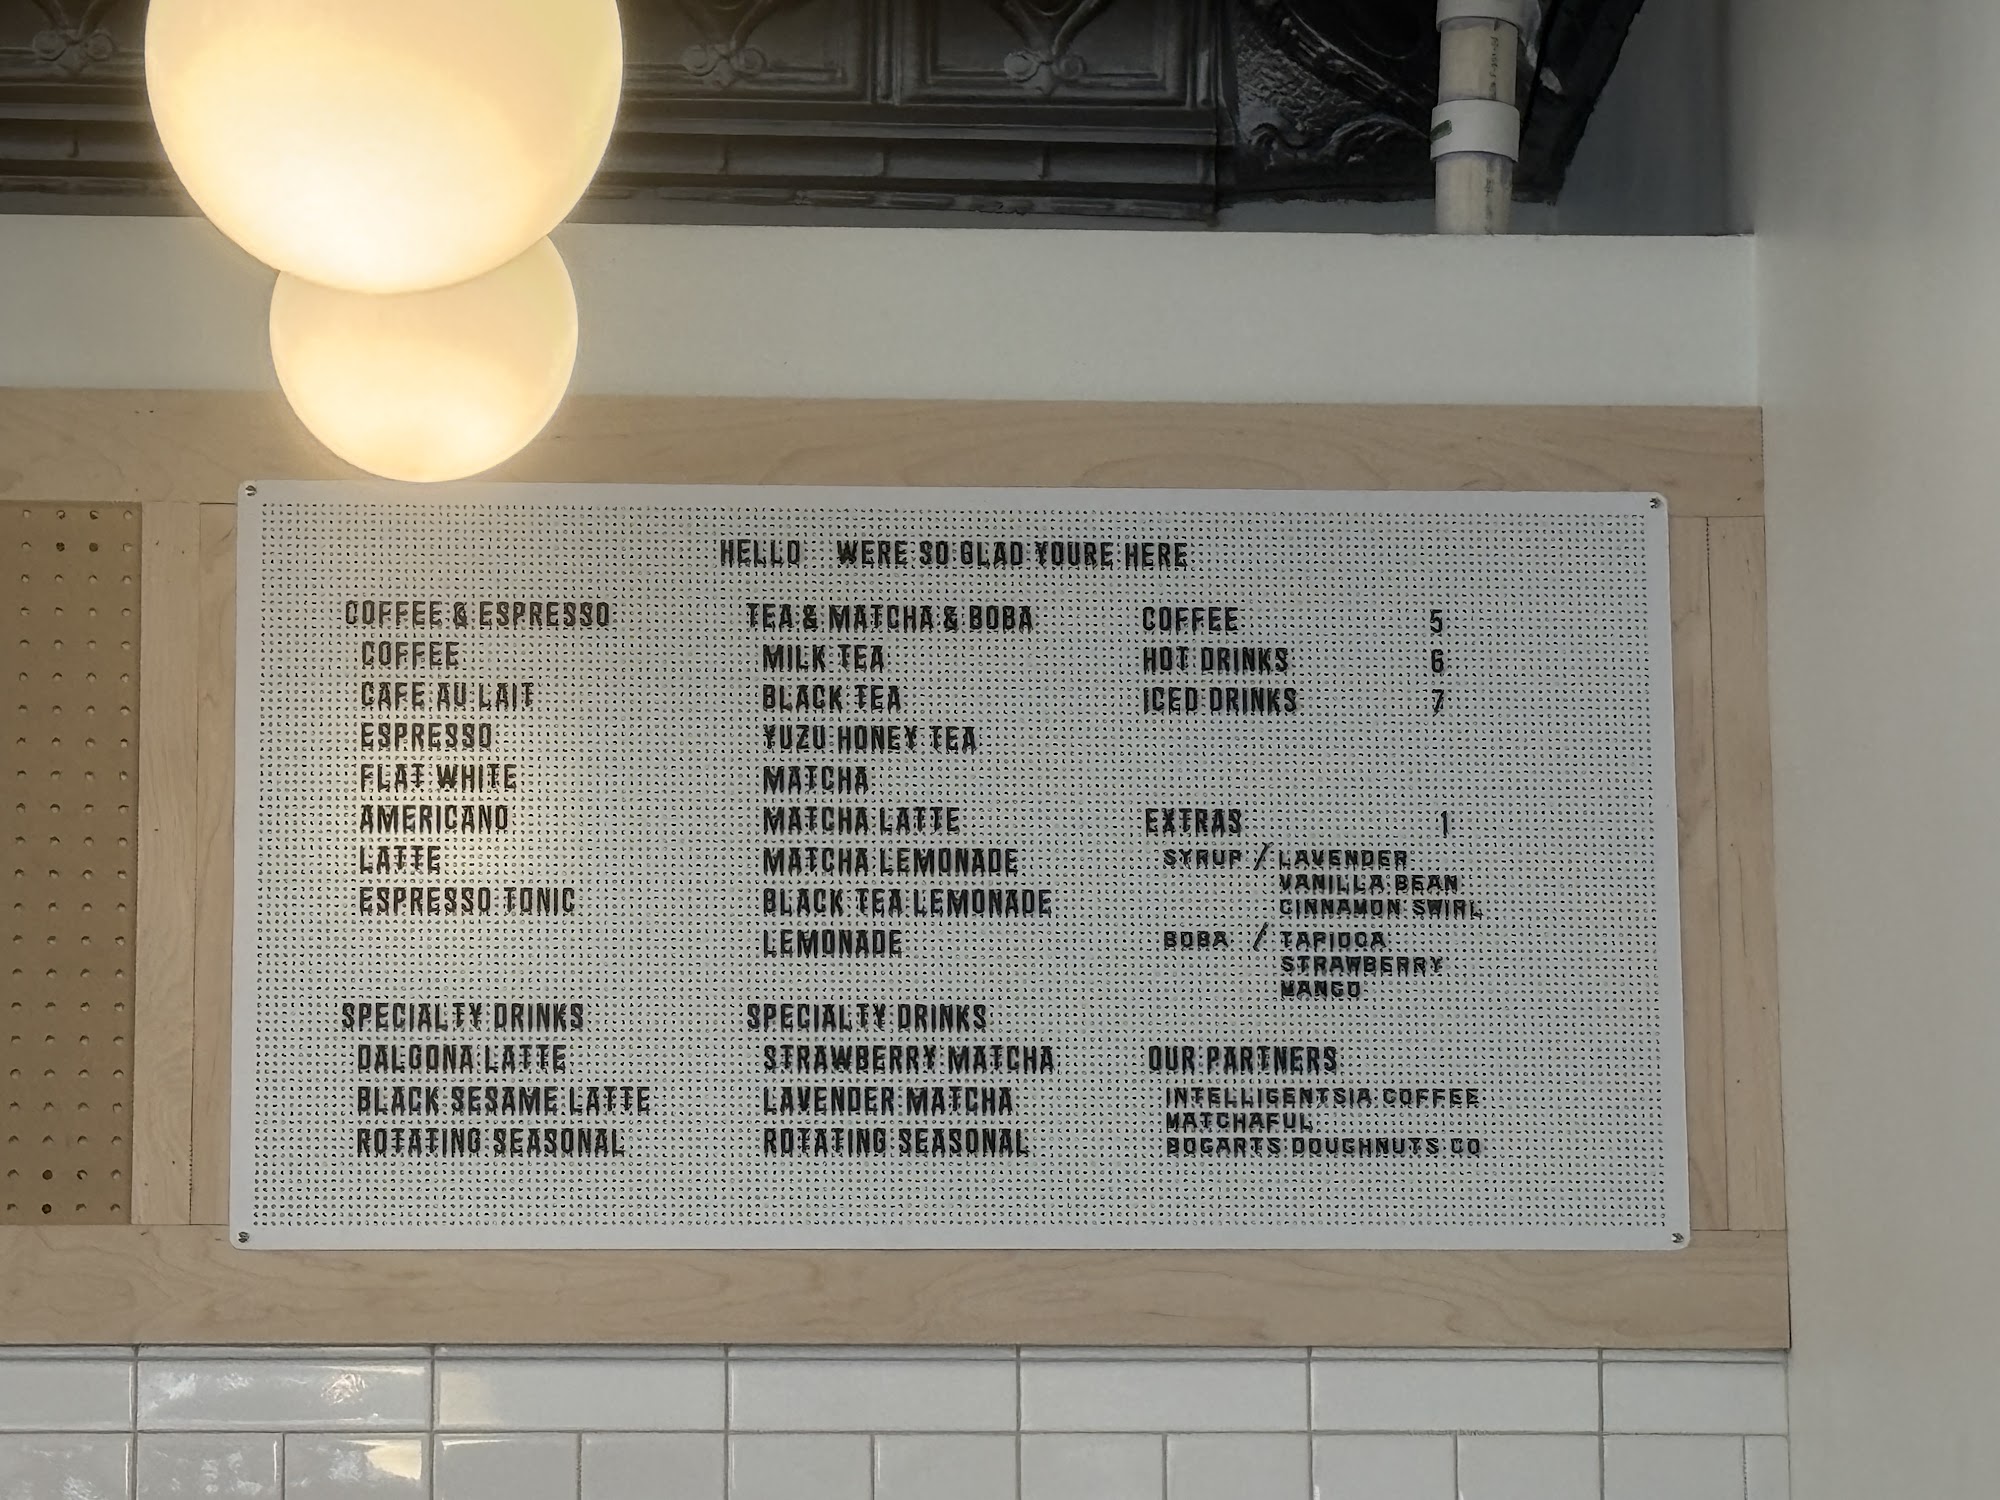 HELLO WERE SO GLAD YOURE HERE
COFFEE & ESPRESSO
COFFEE
CAFE AU LAIT
ESPRESSO
FLAT WHITE
AMERICANO
LATTE
ESPRESSO TONIC
SPECIALTY DRINKS
DALGONA LATTE
BLACK SESAME LATTE
ROTATING SEASONAL
TEA & MATCHA & BOBA
MILK TEA
BLACK TEA
YUZU HONEY TEA
MATCHA
MATCHA LATTE
MATCHA LEMONADE
BLACK TEA LEMONADE
LEMONADE
SPECIALTY DRINKS
STRAWBERRY MATCHA
LAVENDER MATCHA
ROTATING SEASONAL
COFFEE 5
HOT DRINKS 6
ICED DRINKS 7
EXTRAS 1
SYRUP / LAVENDER
VANILLA BEAN
CINNAMON SWIRL
BOBA / TAPIOCA
STRAWBERRY
MANGO
OUR PARTNERS
INTELLIGENTSIA COFFEE
MATCHAFUL
BOGARTS DOUGHNUTS CO